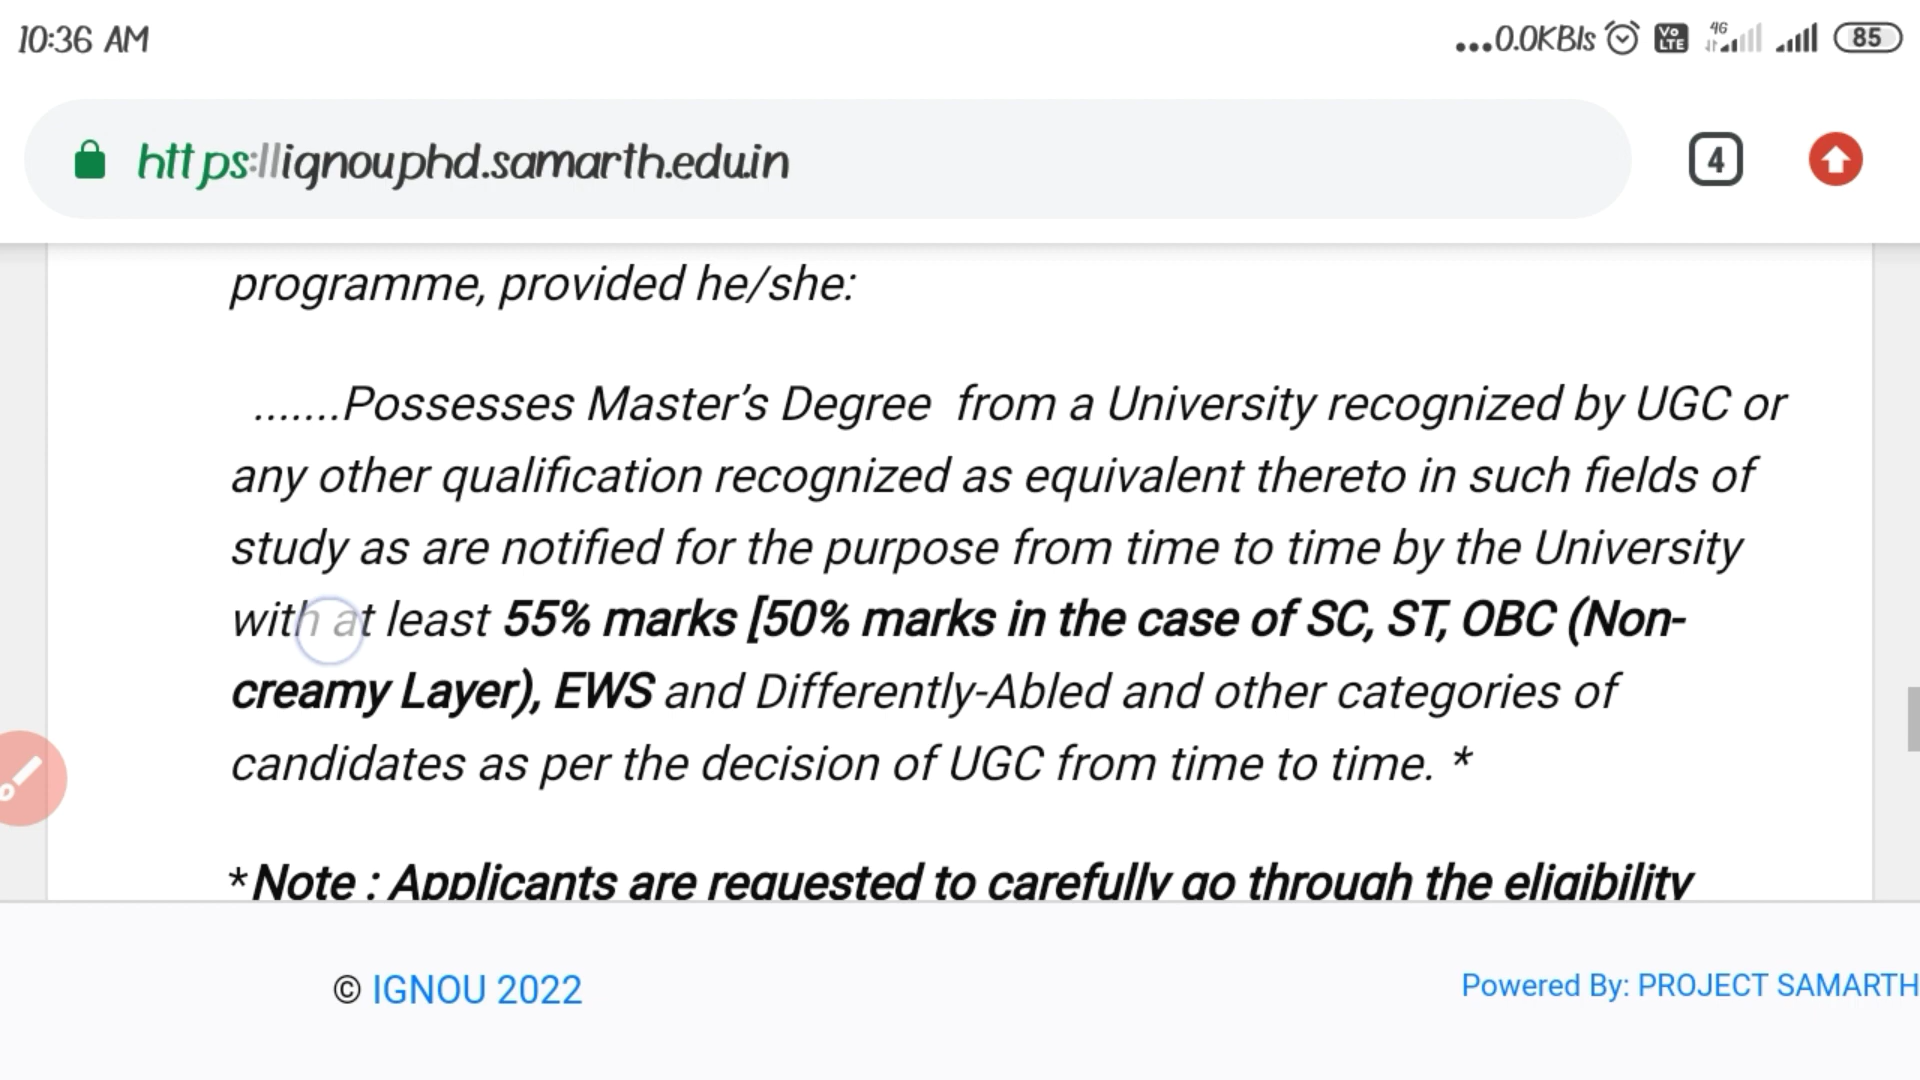 10:36 AM
...0.0KB/s Vo LTE 4G 85
https://ignouphd.samarth.edu.in 4
programme, provided he/she:
.......Possesses Master’s Degree from a University recognized by UGC or
any other qualification recognized as equivalent thereto in such fields of
study as are notified for the purpose from time to time by the University
with at least 55% marks [50% marks in the case of SC, ST, OBC (Non-
creamy Layer), EWS and Differently-Abled and other categories of
candidates as per the decision of UGC from time to time. *
*Note : Applicants are requested to carefully go through the eligibility
© IGNOU 2022
Powered By: PROJECT SAMARTH